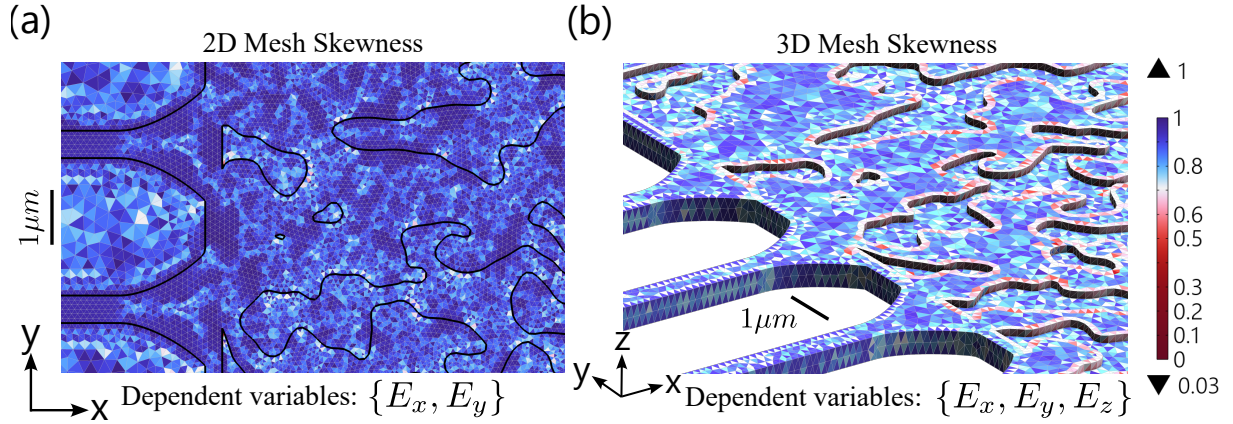 (a)
2D Mesh Skewness
1μm
y
x
Dependent variables: {E_x, E_y}
(b)
3D Mesh Skewness
1μm
z
y
x
Dependent variables: {E_x, E_y, E_z}
▲ 1
1
0.8
0.6
0.5
0.3
0.2
0.1
0
▼ 0.03